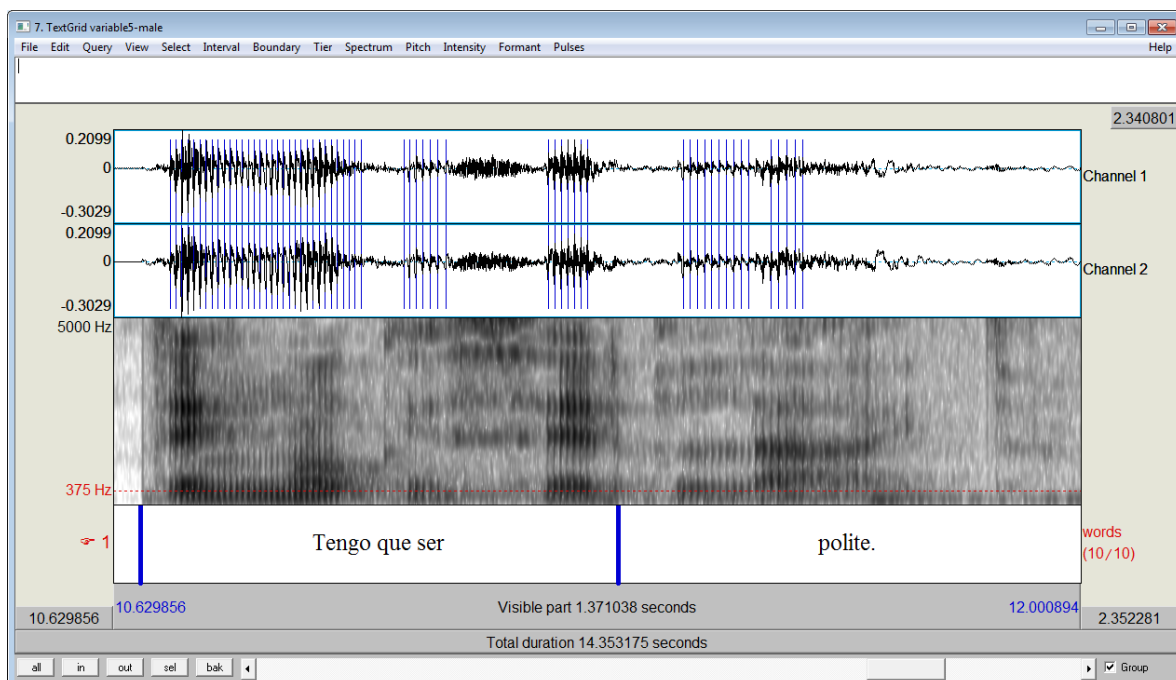 7. TextGrid variable5-male
File Edit Query View Select Interval Boundary Tier Spectrum Pitch Intensity Formant Pulses Help
2.340801
0.2099
0
-0.3029
Channel 1
0.2099
0
-0.3029
Channel 2
5000 Hz
375 Hz
☞ 1
Tengo que ser
polite.
words
(10/10)
10.629856
10.629856 Visible part 1.371038 seconds 12.000894
2.352281
Total duration 14.353175 seconds
all in out sel bak Group